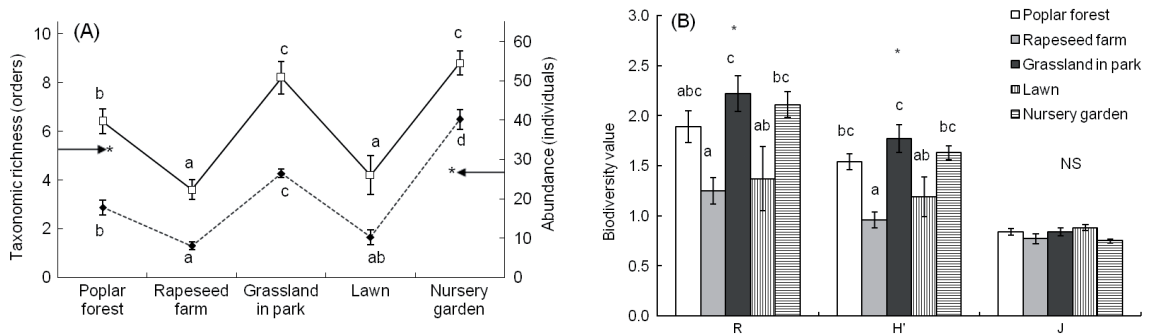 (A)
Taxonomic richness (orders)
10
8
6
4
2
0
60
50
40
30
20
10
0
Abundance (individuals)
b
a
c
a
c
*
*
b
a
c
ab
d
Poplar forest
Rapeseed farm
Grassland in park
Lawn
Nursery garden
(B)
Biodiversity value
3.0
2.5
2.0
1.5
1.0
0.5
0.0
Poplar forest
Rapeseed farm
Grassland in park
Lawn
Nursery garden
*
abc
a
c
ab
bc
*
bc
a
c
ab
bc
NS
R
H'
J